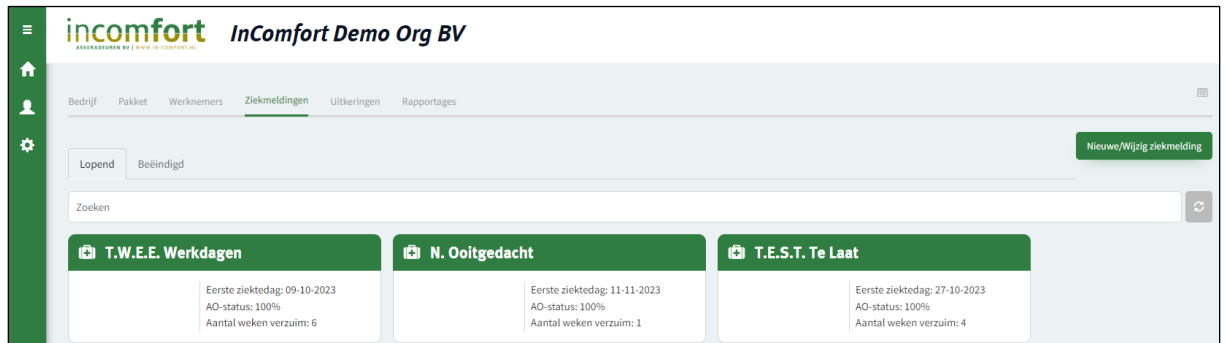 incomfort
ASSURADEUREN BV | WWW.IN-COMFORT.NL
InComfort Demo Org BV
Bedrijf Pakket Werknemers Ziekmeldingen Uitkeringen Rapportages
Nieuwe/Wijzig ziekmelding
Lopend Beëindigd
Zoeken
T.W.E.E. Werkdagen
Eerste ziektedag: 09-10-2023
AO-status: 100%
Aantal weken verzuim: 6
N. Ooitgedacht
Eerste ziektedag: 11-11-2023
AO-status: 100%
Aantal weken verzuim: 1
T.E.S.T. Te Laat
Eerste ziektedag: 27-10-2023
AO-status: 100%
Aantal weken verzuim: 4